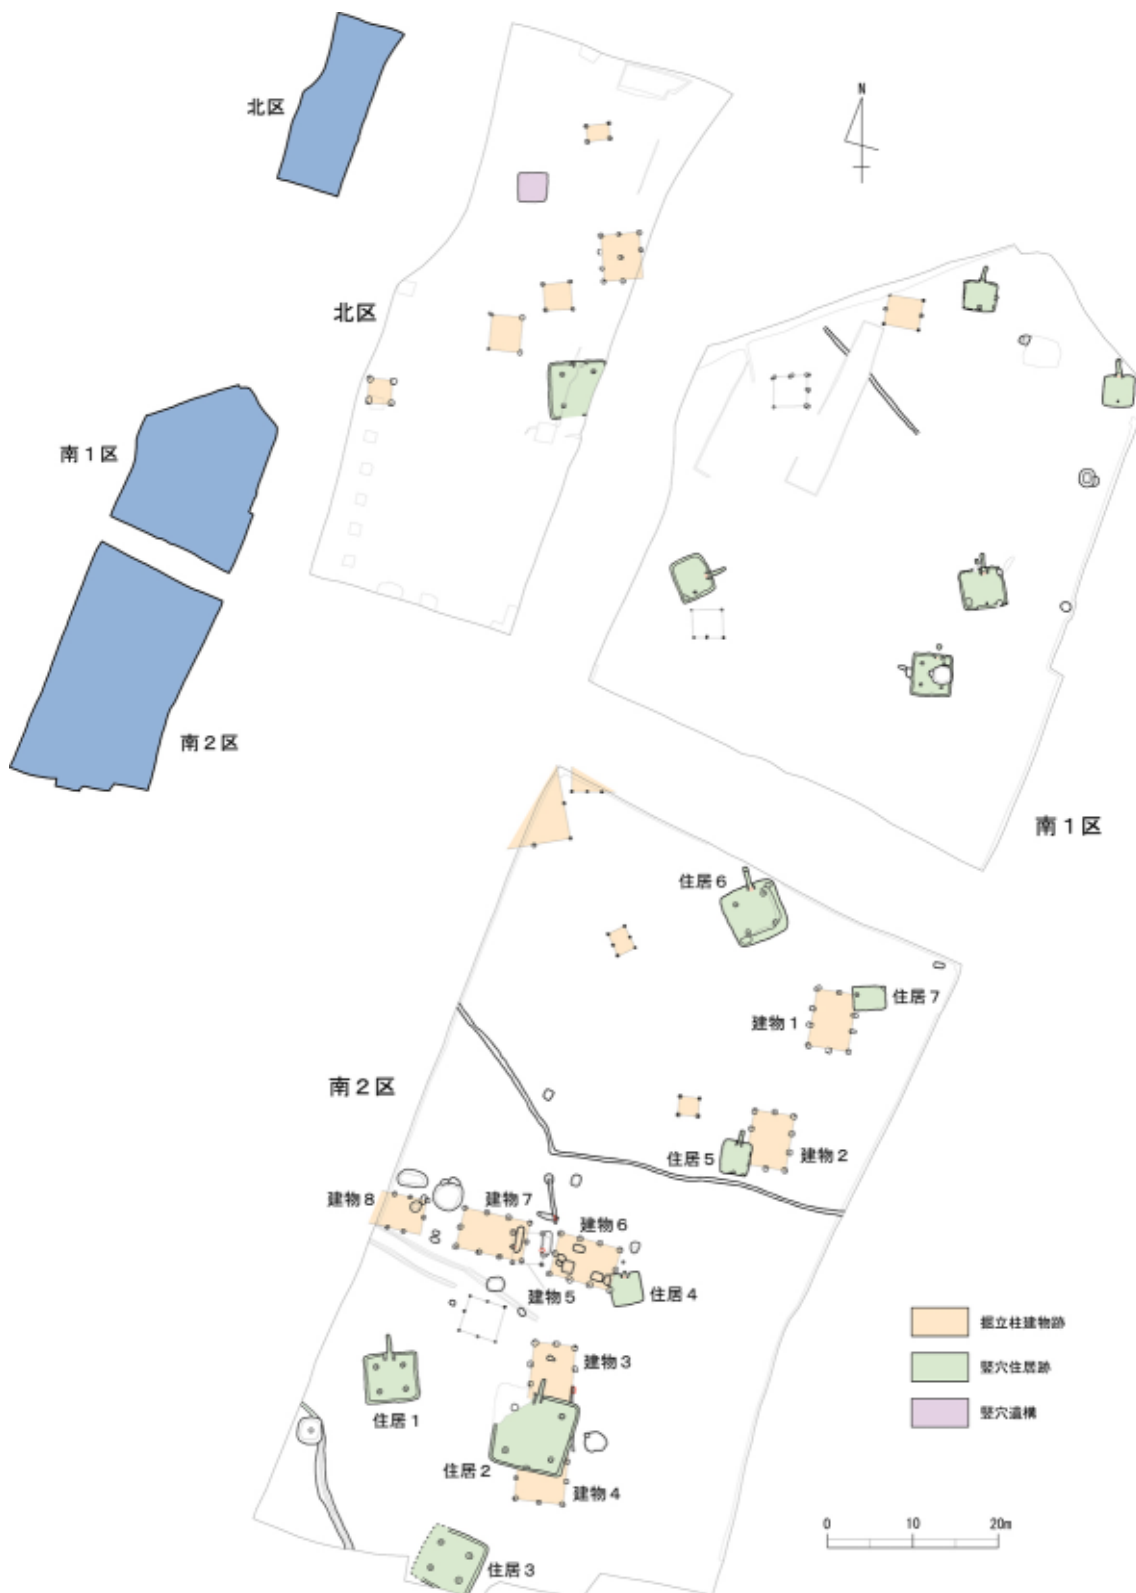 北区
N
北区
南1区
南2区
南1区
住居6
住居7
建物1
南2区
住居5
建物2
建物8
建物7
建物6
建物5
住居4
掘立柱建物跡
建物3
竪穴住居跡
住居1
竪穴遺構
住居2
建物4
0 10 20m
住居3